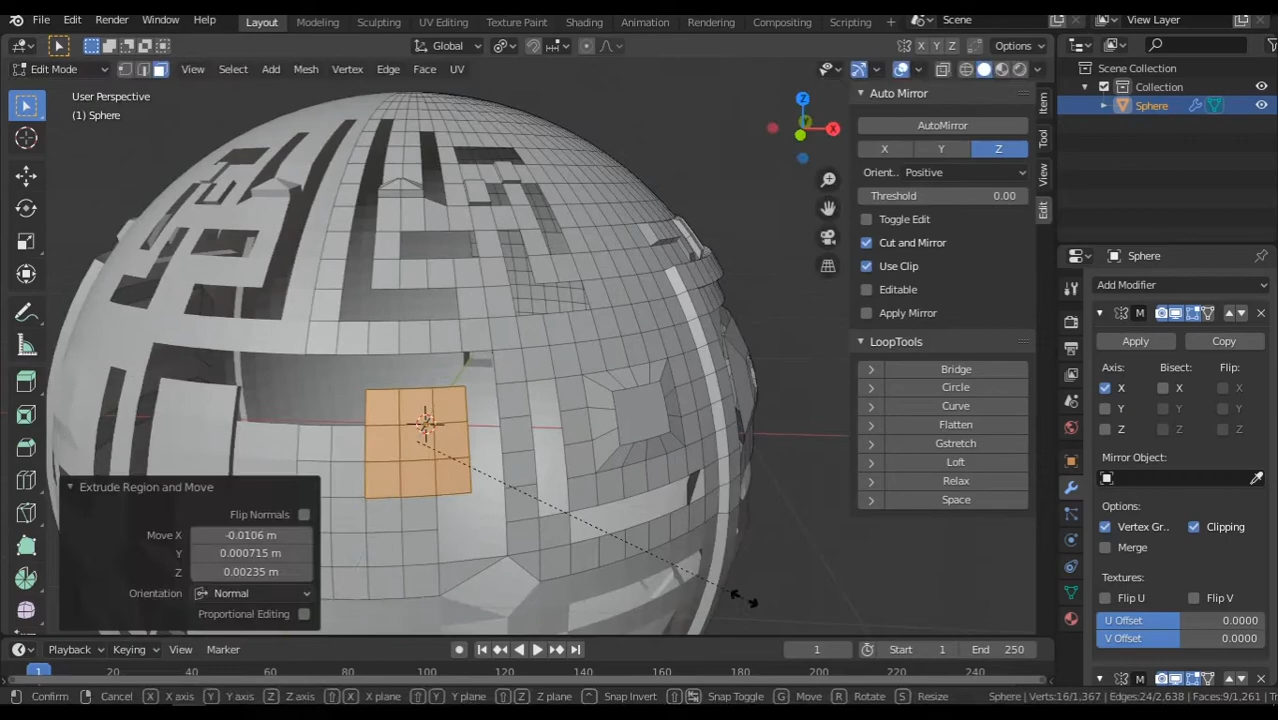 File Edit Render Window Help Layout Modeling Sculpting UV Editing Texture Paint Shading Animation Rendering Compositing Scripting + Scene View Layer
Global X Y Z Options
Edit Mode View Select Add Mesh Vertex Edge Face UV
User Perspective
(1) Sphere
Z
X
Auto Mirror
AutoMirror
X Y Z
Orient.. Positive
Threshold 0.00
Toggle Edit
Cut and Mirror
Use Clip
Editable
Apply Mirror
LoopTools
Bridge
Circle
Curve
Flatten
Gstretch
Loft
Relax
Space
Item
Tool
View
Edit
Scene Collection
Collection
Sphere
Sphere
Add Modifier
M
Apply Copy
Axis: Bisect: Flip:
X X X
Y Y Y
Z Z Z
Mirror Object:
Options:
Vertex Gr.. Clipping
Merge
Textures:
Flip U Flip V
U Offset 0.0000
V Offset 0.0000
Extrude Region and Move
Flip Normals
Move X -0.0106 m
Y 0.000715 m
Z 0.00235 m
Orientation Normal
Proportional Editing
Playback Keying View Marker 1 Start 1 End 250
1 20 40 60 80 100 120 140 160 180 200 220 240
Confirm Cancel X X axis Y Y axis Z Z axis X X plane Y Y plane Z Z plane Snap Invert Snap Toggle G Move R Rotate S Resize Sphere | Verts:16/1,367 | Edges:24/2,638 | Faces:9/1,261 | Tr